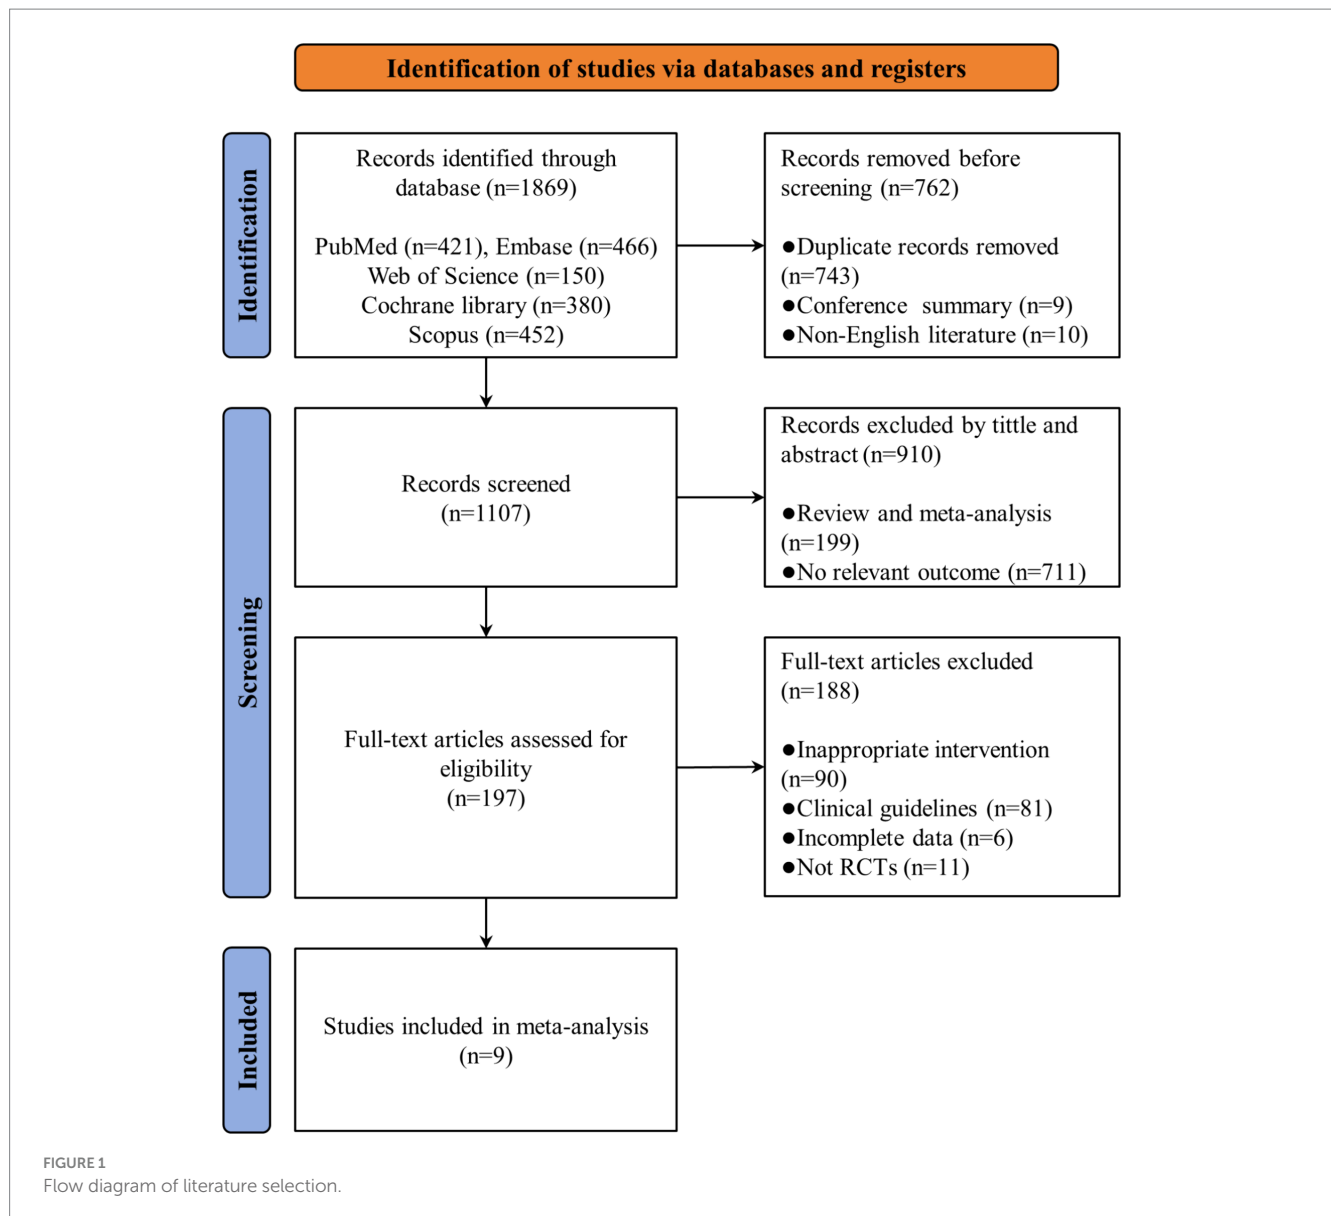 Identification of studies via databases and registers
Identification
Records identified through
database (n=1869)
PubMed (n=421), Embase (n=466)
Web of Science (n=150)
Cochrane library (n=380)
Scopus (n=452)
Records removed before
screening (n=762)
●Duplicate records removed
(n=743)
●Conference summary (n=9)
●Non-English literature (n=10)
Screening
Records screened
(n=1107)
Records excluded by tittle and
abstract (n=910)
●Review and meta-analysis
(n=199)
●No relevant outcome (n=711)
Full-text articles assessed for
eligibility
(n=197)
Full-text articles excluded
(n=188)
●Inappropriate intervention
(n=90)
●Clinical guidelines (n=81)
●Incomplete data (n=6)
●Not RCTs (n=11)
Included
Studies included in meta-analysis
(n=9)
FIGURE 1
Flow diagram of literature selection.